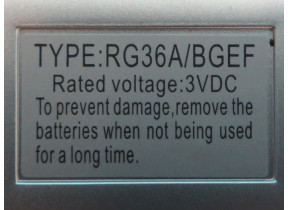 TYPE:RG36A/BGEF
Rated voltage:3VDC
To prevent damage,remove the
batteries when not being used
for a long time.